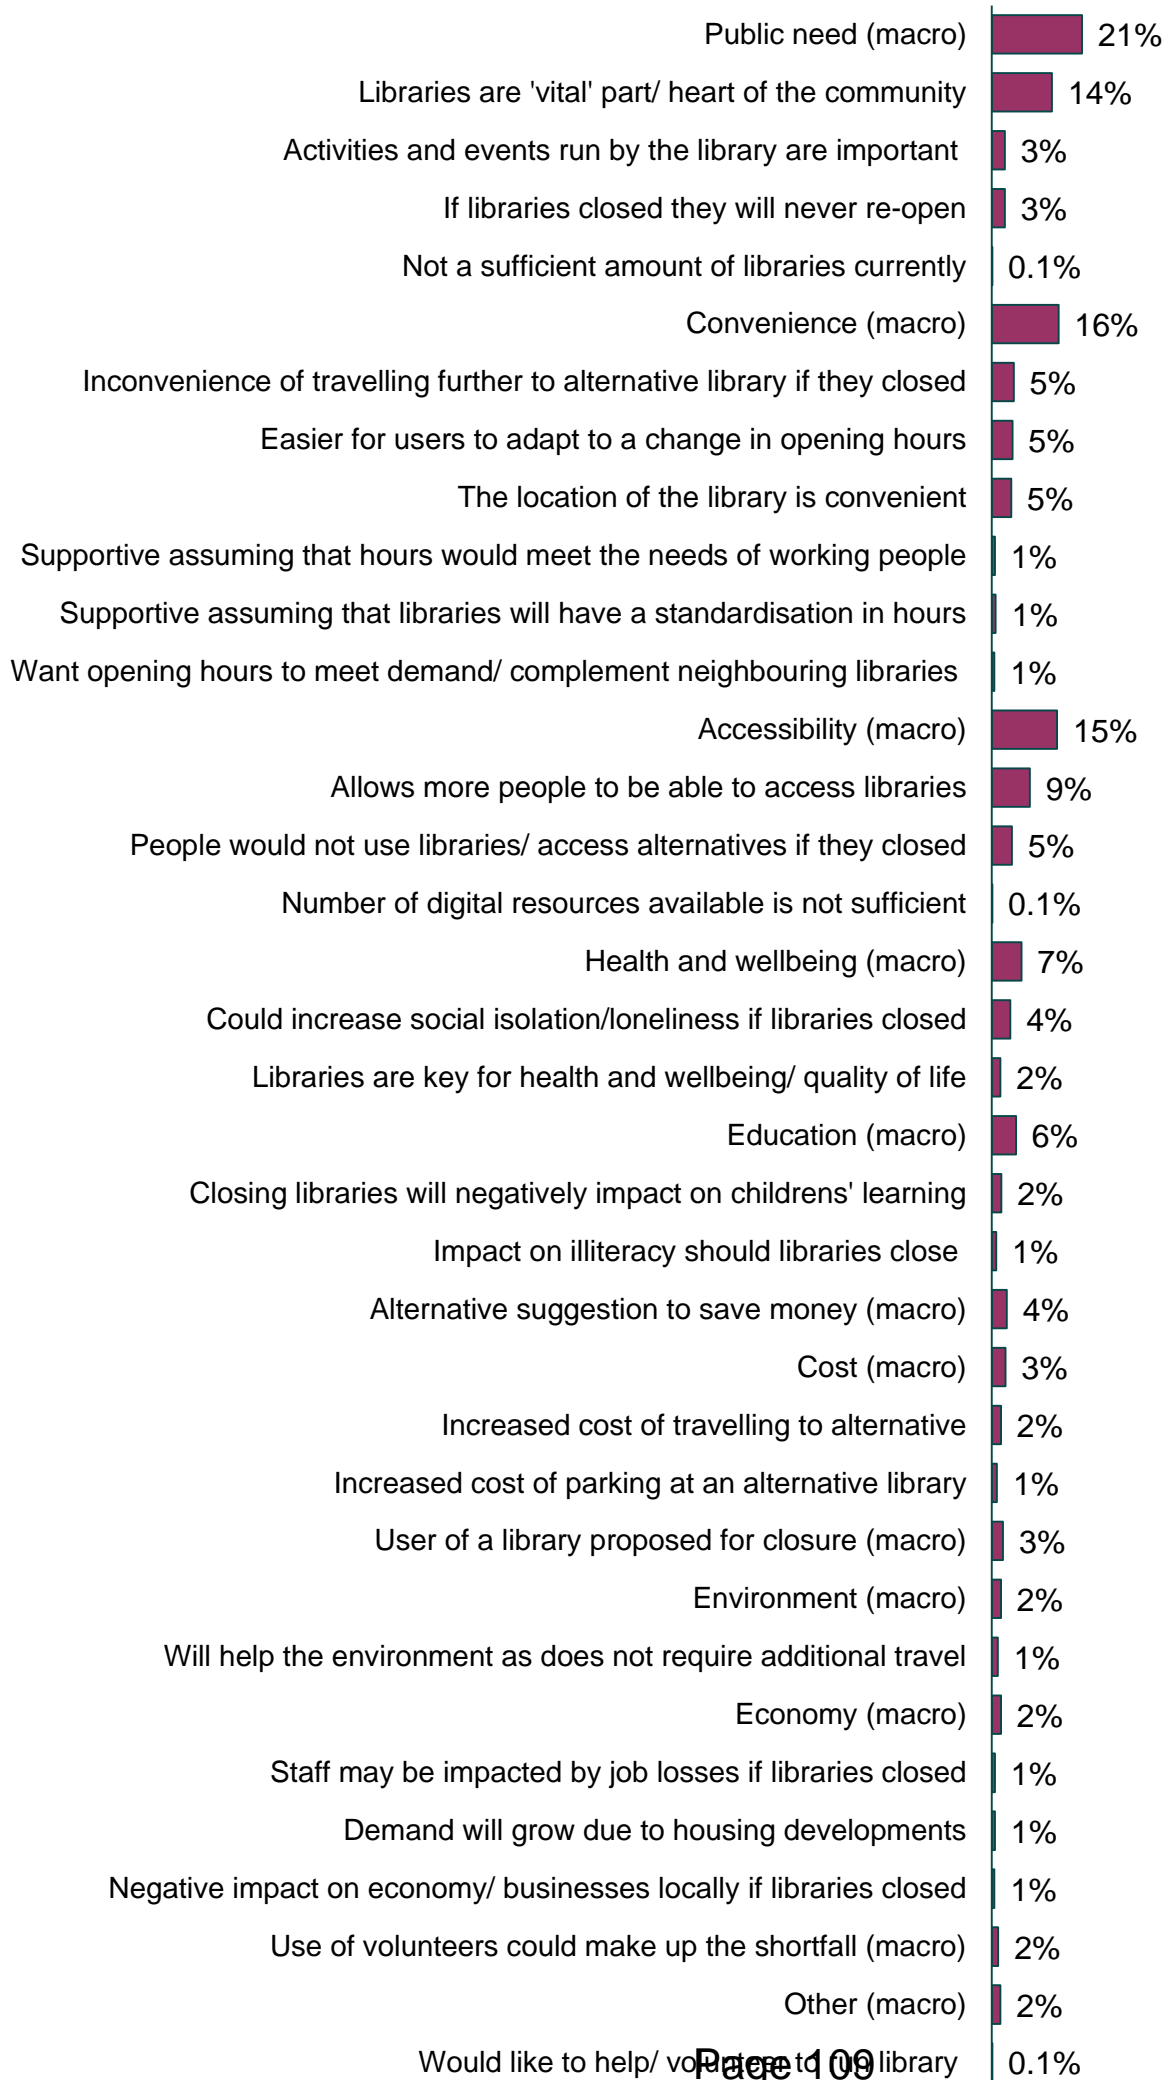 Public need (macro) 21%
Libraries are 'vital' part/ heart of the community 14%
Activities and events run by the library are important 3%
If libraries closed they will never re-open 3%
Not a sufficient amount of libraries currently 0.1%
Convenience (macro) 16%
Inconvenience of travelling further to alternative library if they closed 5%
Easier for users to adapt to a change in opening hours 5%
The location of the library is convenient 5%
Supportive assuming that hours would meet the needs of working people 1%
Supportive assuming that libraries will have a standardisation in hours 1%
Want opening hours to meet demand/ complement neighbouring libraries 1%
Accessibility (macro) 15%
Allows more people to be able to access libraries 9%
People would not use libraries/ access alternatives if they closed 5%
Number of digital resources available is not sufficient 0.1%
Health and wellbeing (macro) 7%
Could increase social isolation/loneliness if libraries closed 4%
Libraries are key for health and wellbeing/ quality of life 2%
Education (macro) 6%
Closing libraries will negatively impact on childrens' learning 2%
Impact on illiteracy should libraries close 1%
Alternative suggestion to save money (macro) 4%
Cost (macro) 3%
Increased cost of travelling to alternative 2%
Increased cost of parking at an alternative library 1%
User of a library proposed for closure (macro) 3%
Environment (macro) 2%
Will help the environment as does not require additional travel 1%
Economy (macro) 2%
Staff may be impacted by job losses if libraries closed 1%
Demand will grow due to housing developments 1%
Negative impact on economy/ businesses locally if libraries closed 1%
Use of volunteers could make up the shortfall (macro) 2%
Other (macro) 2%
Would like to help/ volunteer to run library 0.1%
Page 109